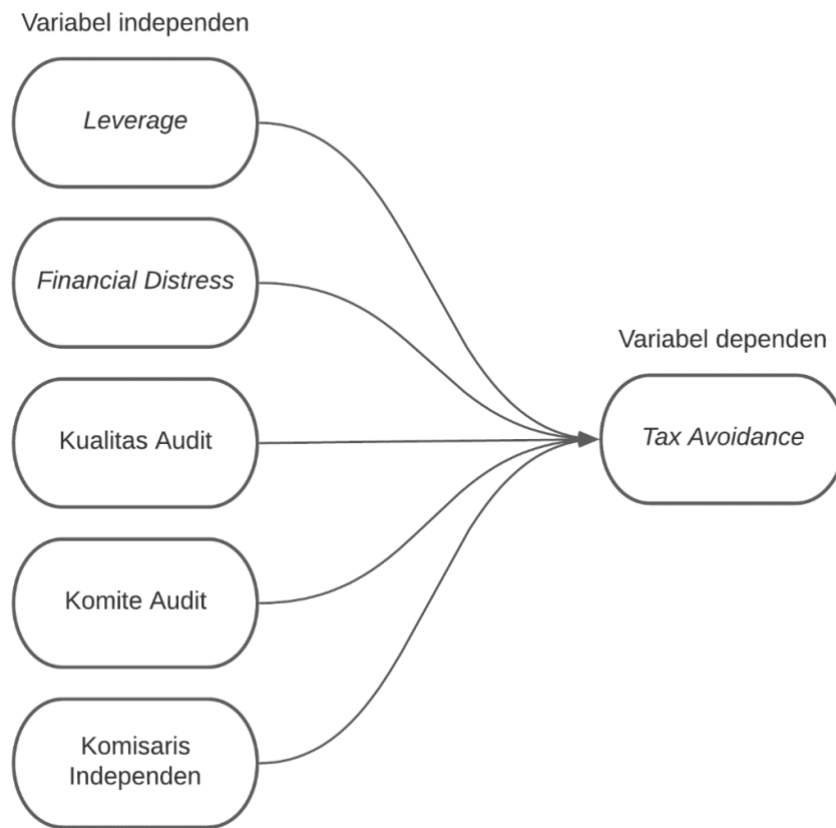 Variabel independen
Leverage
Financial Distress
Kualitas Audit
Komite Audit
Komisaris
Independen
Variabel dependen
Tax Avoidance